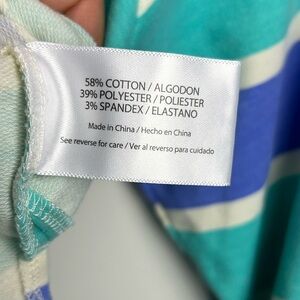 58% COTTON / ALGODON
39% POLYESTER / POLIESTER
3% SPANDEX / ELASTANO
Made in China / Hecho en China
See reverse for care / Ver al reverso para cuidado